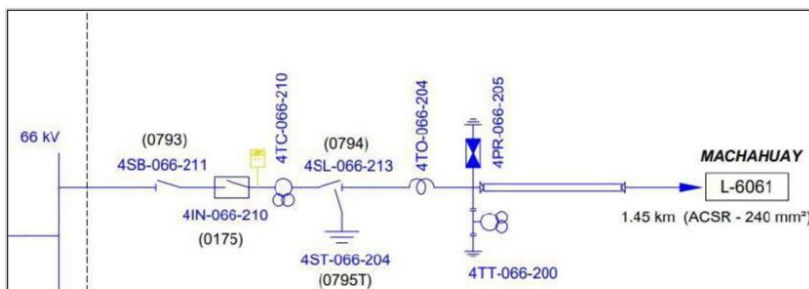 66 kV
(0793)
4SB-066-211
4IN-066-210
(0175)
4TC-066-210
(0794)
4SL-066-213
4ST-066-204
(0795T)
4TO-066-204
4PR-066-205
4TT-066-200
MACHAHUAY
L-6061
1.45 km (ACSR - 240 mm²)